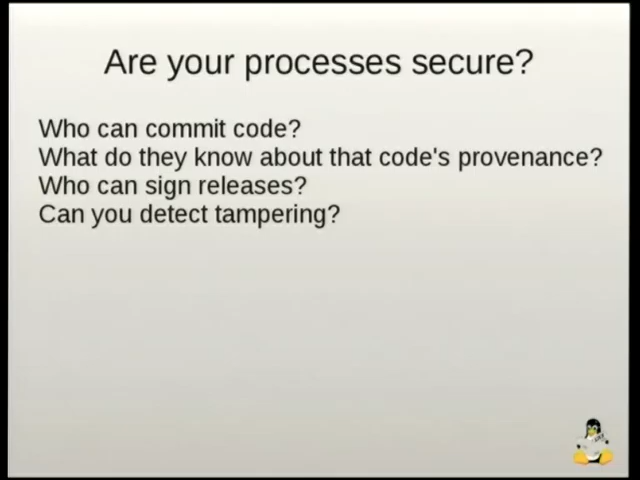 Are your processes secure?
Who can commit code?
What do they know about that code's provenance?
Who can sign releases?
Can you detect tampering?